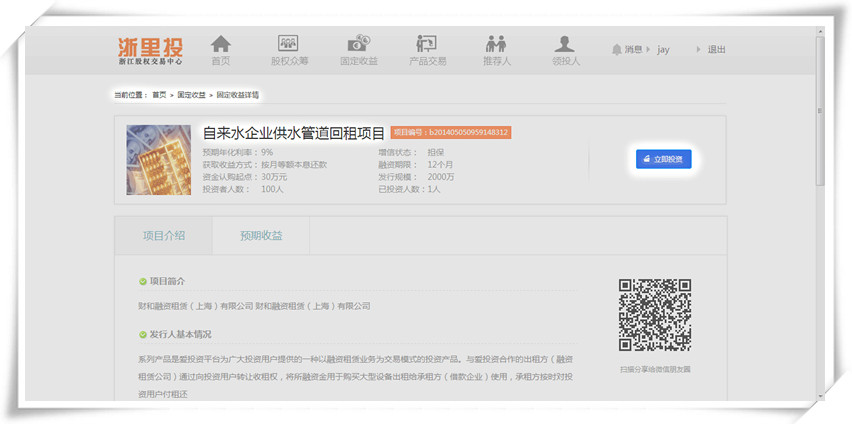 浙里投
浙江股权交易中心
首页
股权众筹
固定收益
产品交易
推荐人
领投人
消息
jay
退出
当前位置： 首页 > 固定收益 > 固定收益详情
自来水企业供水管道回租项目 项目编号：b201405050959148312
预期年化利率：9% 增信状态： 担保
获取收益方式：按月等额本息还款 融资期限： 12个月
资金认购起点：30万元 发行规模： 2000万
投资者人数： 100人 已投资人数：1人
立即投资
项目介绍 预期收益
项目简介
财和融资租赁（上海）有限公司 财和融资租赁（上海）有限公司
发行人基本情况
系列产品是爱投资平台为广大投资用户提供的一种以融资租赁业务为交易模式的投资产品。与爱投资合作的出租方（融资
租赁公司）通过向投资用户转让收租权，将所融资金用于购买大型设备出租给承租方（借款企业）使用，承租方按时对投
资用户付租还
扫描分享给微信朋友圈